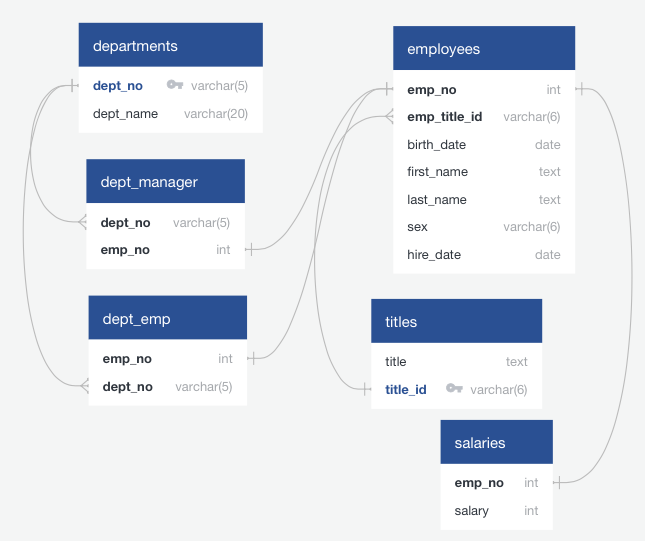 departments
dept_no varchar(5)
dept_name varchar(20)
dept_manager
dept_no varchar(5)
emp_no int
dept_emp
emp_no int
dept_no varchar(5)
employees
emp_no int
emp_title_id varchar(6)
birth_date date
first_name text
last_name text
sex varchar(6)
hire_date date
titles
title text
title_id varchar(6)
salaries
emp_no int
salary int